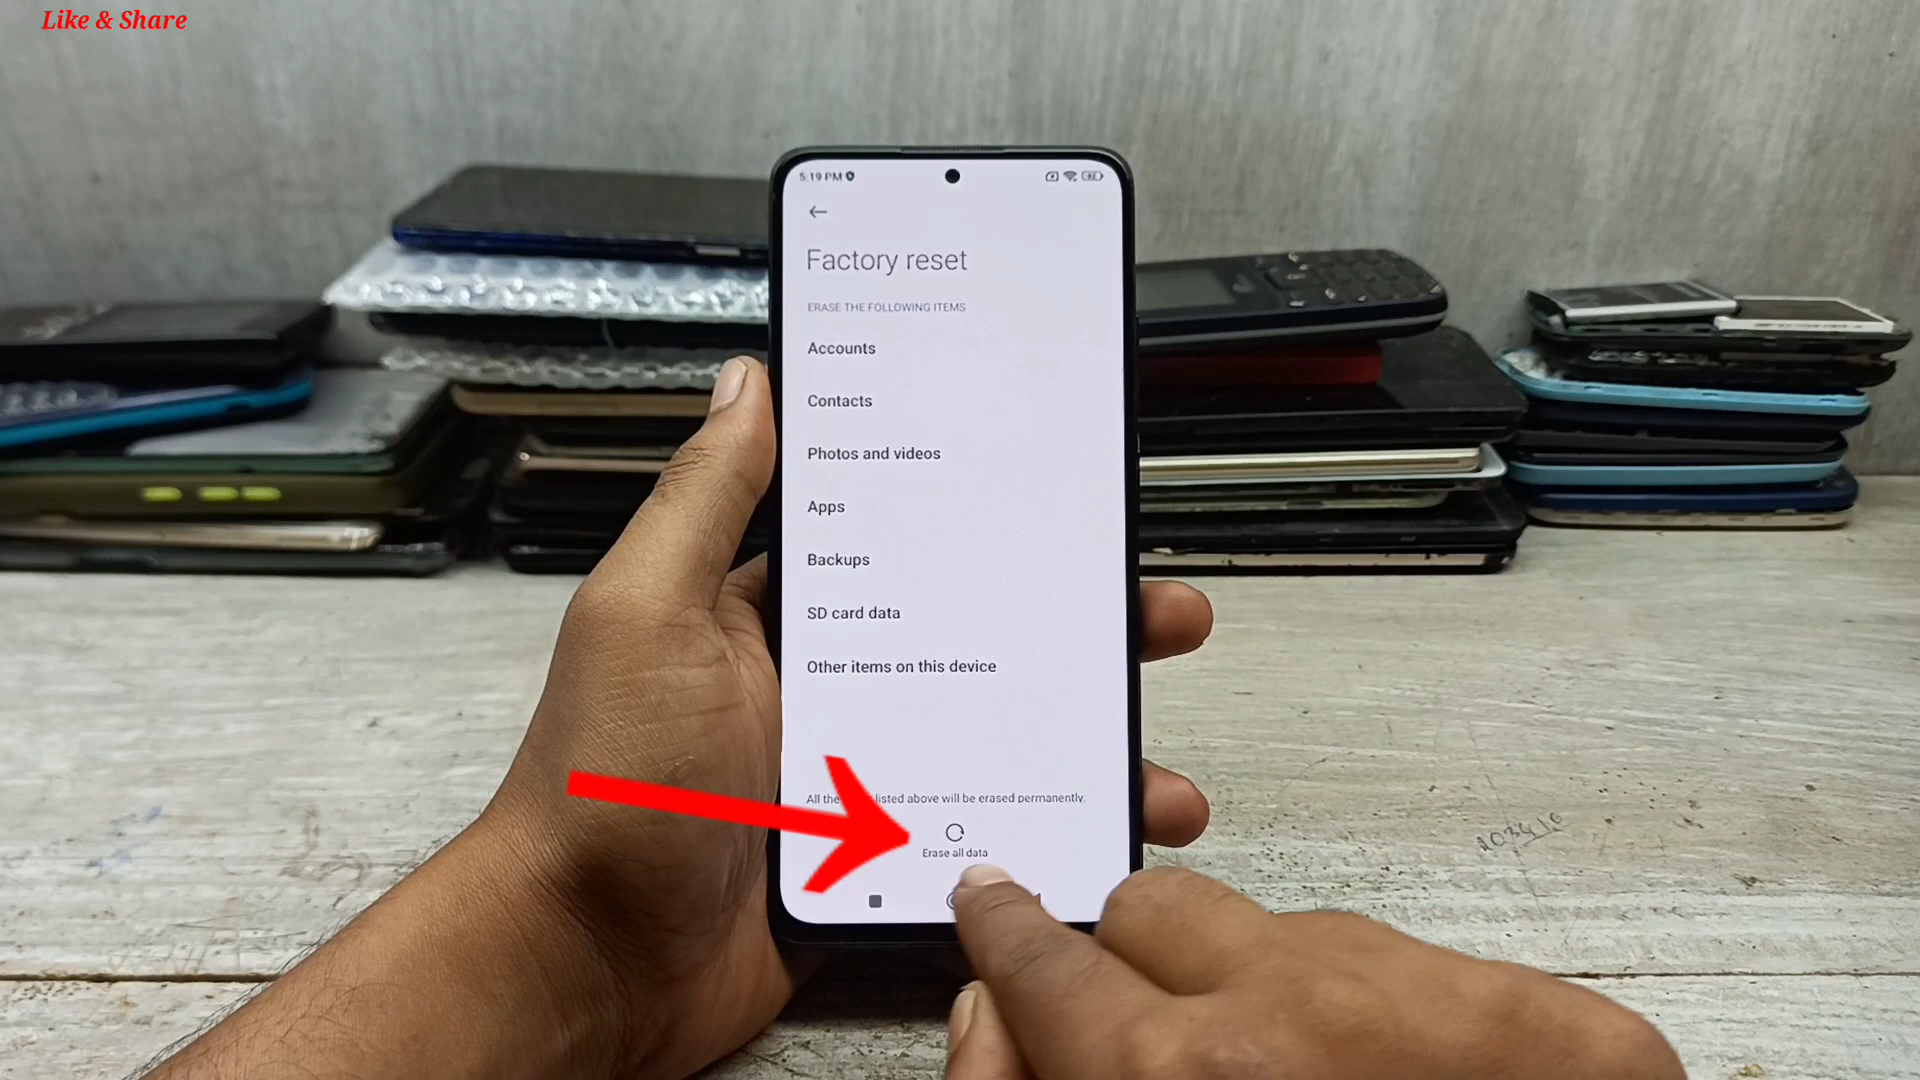 Like & Share
5:19 PM
Factory reset
ERASE THE FOLLOWING ITEMS
Accounts
Contacts
Photos and videos
Apps
Backups
SD card data
Other items on this device
All the listed above will be erased permanently.
Erase all data